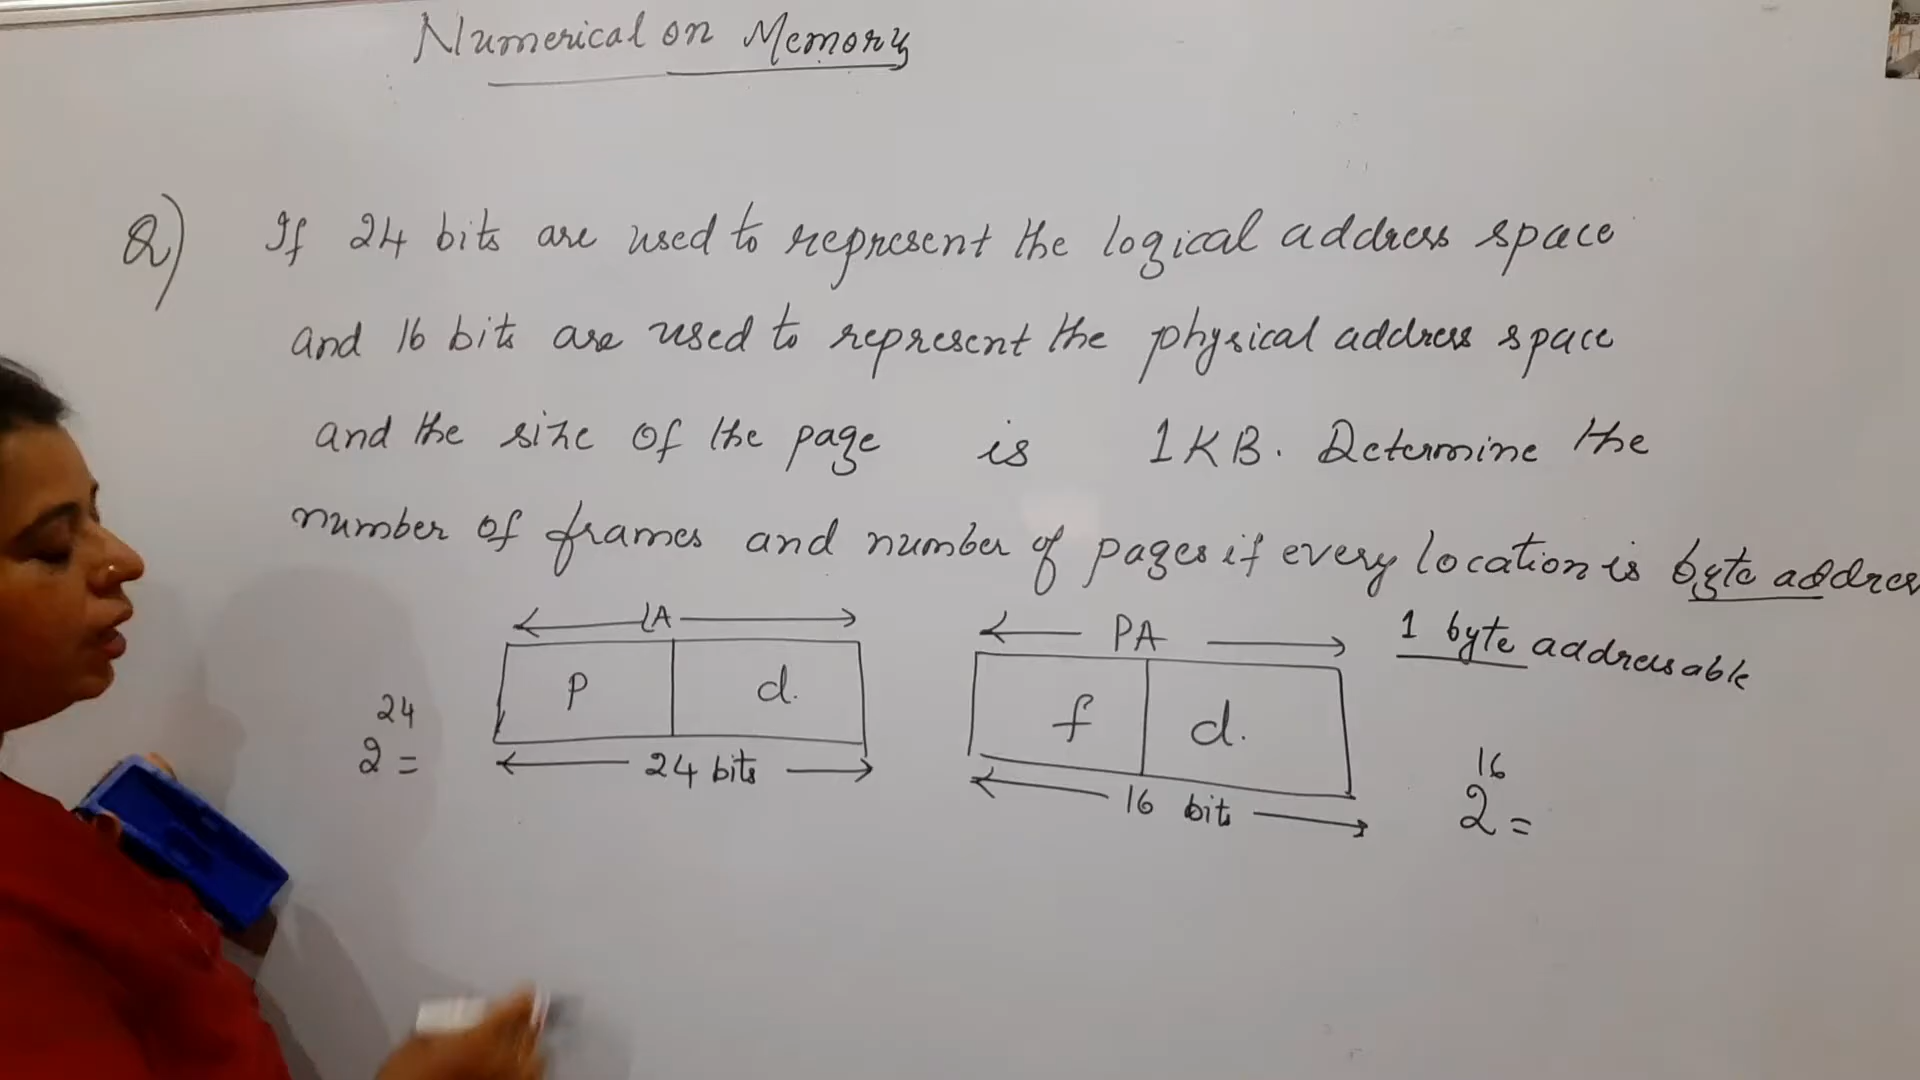 Numerical on Memory
Q) If 24 bits are used to represent the logical address space
and 16 bits are used to represent the physical address space
and the size of the page is 1KB. Determine the
number of frames and number of pages if every location is byte addres
LA
PA
1 byte addressable
p d.
f d.
2^24 =
24 bits
16 bits
2^16 =